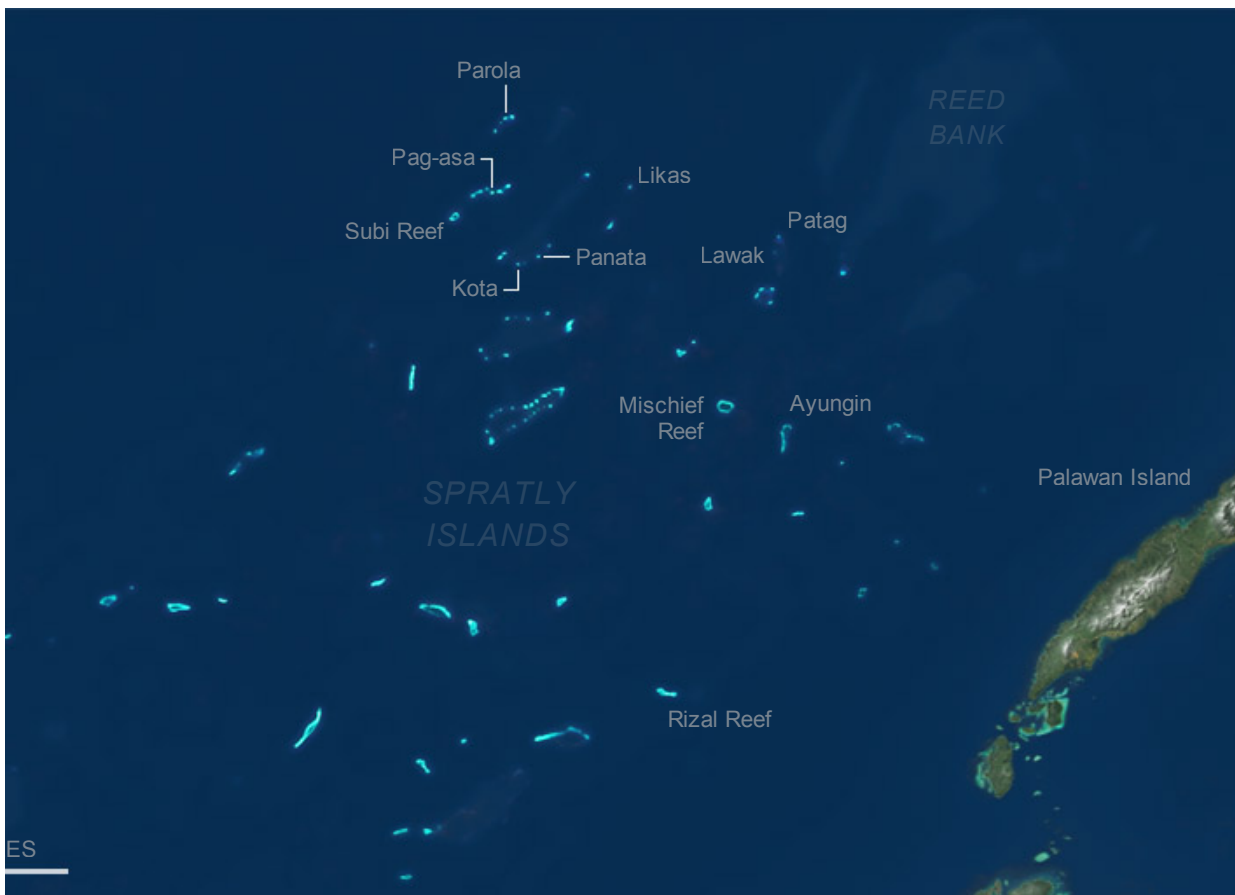 Parola
REED
BANK
Pag-asa
Likas
Patag
Subi Reef
Lawak
Panata
Kota
Mischief
Reef
Ayungin
Palawan Island
SPRATLY
ISLANDS
Rizal Reef
ES